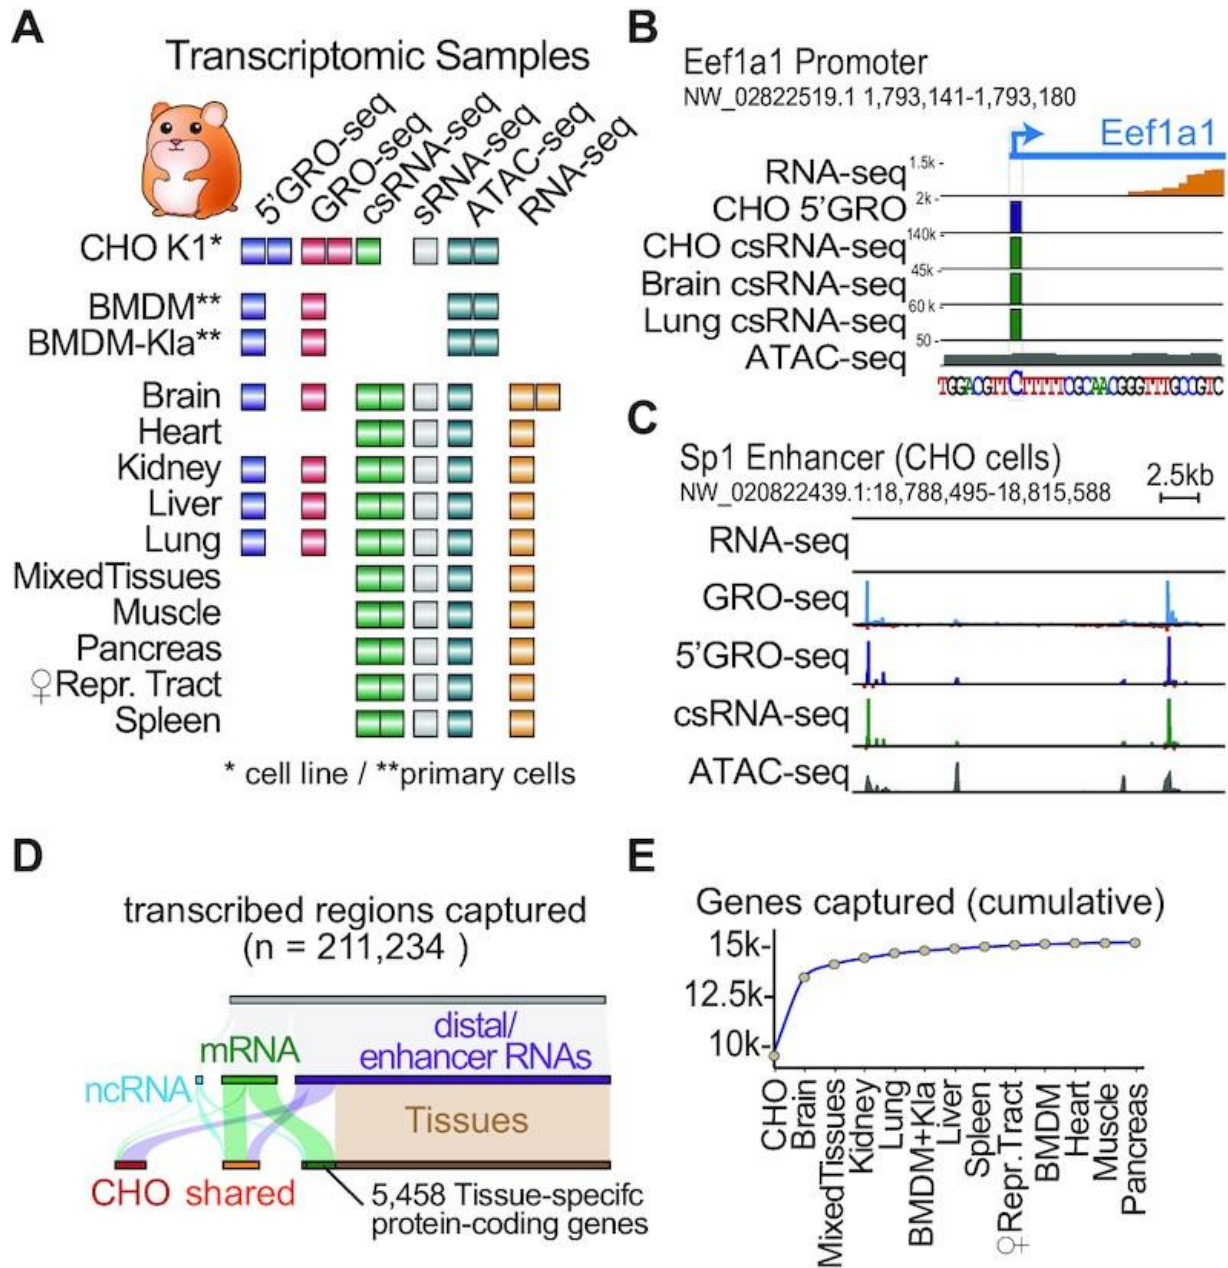 A
Transcriptomic Samples
5'GRO-seq
GRO-seq
csRNA-seq
sRNA-seq
ATAC-seq
RNA-seq
CHO K1*
BMDM**
BMDM-Kla**
Brain
Heart
Kidney
Liver
Lung
MixedTissues
Muscle
Pancreas
♀Repr. Tract
Spleen
* cell line / **primary cells
B
Eef1a1 Promoter
NW_02822519.1 1,793,141-1,793,180
Eef1a1
RNA-seq 1.5k -
CHO 5'GRO 2k -
CHO csRNA-seq 140k -
Brain csRNA-seq 45k -
Lung csRNA-seq 60 k -
ATAC-seq 50 -
TGGACGTTCTTTTTCGCAACGGGTTTGCCGTC
C
Sp1 Enhancer (CHO cells)
NW_020822439.1:18,788,495-18,815,588
2.5kb
RNA-seq
GRO-seq
5'GRO-seq
csRNA-seq
ATAC-seq
D
transcribed regions captured
(n = 211,234 )
distal/
enhancer RNAs
mRNA
ncRNA
Tissues
CHO shared
5,458 Tissue-specifc
protein-coding genes
E
Genes captured (cumulative)
15k-
12.5k-
10k-
CHO
Brain
MixedTissues
Kidney
Lung
BMDM+Kla
Liver
Spleen
♀Repr. Tract
BMDM
Heart
Muscle
Pancreas